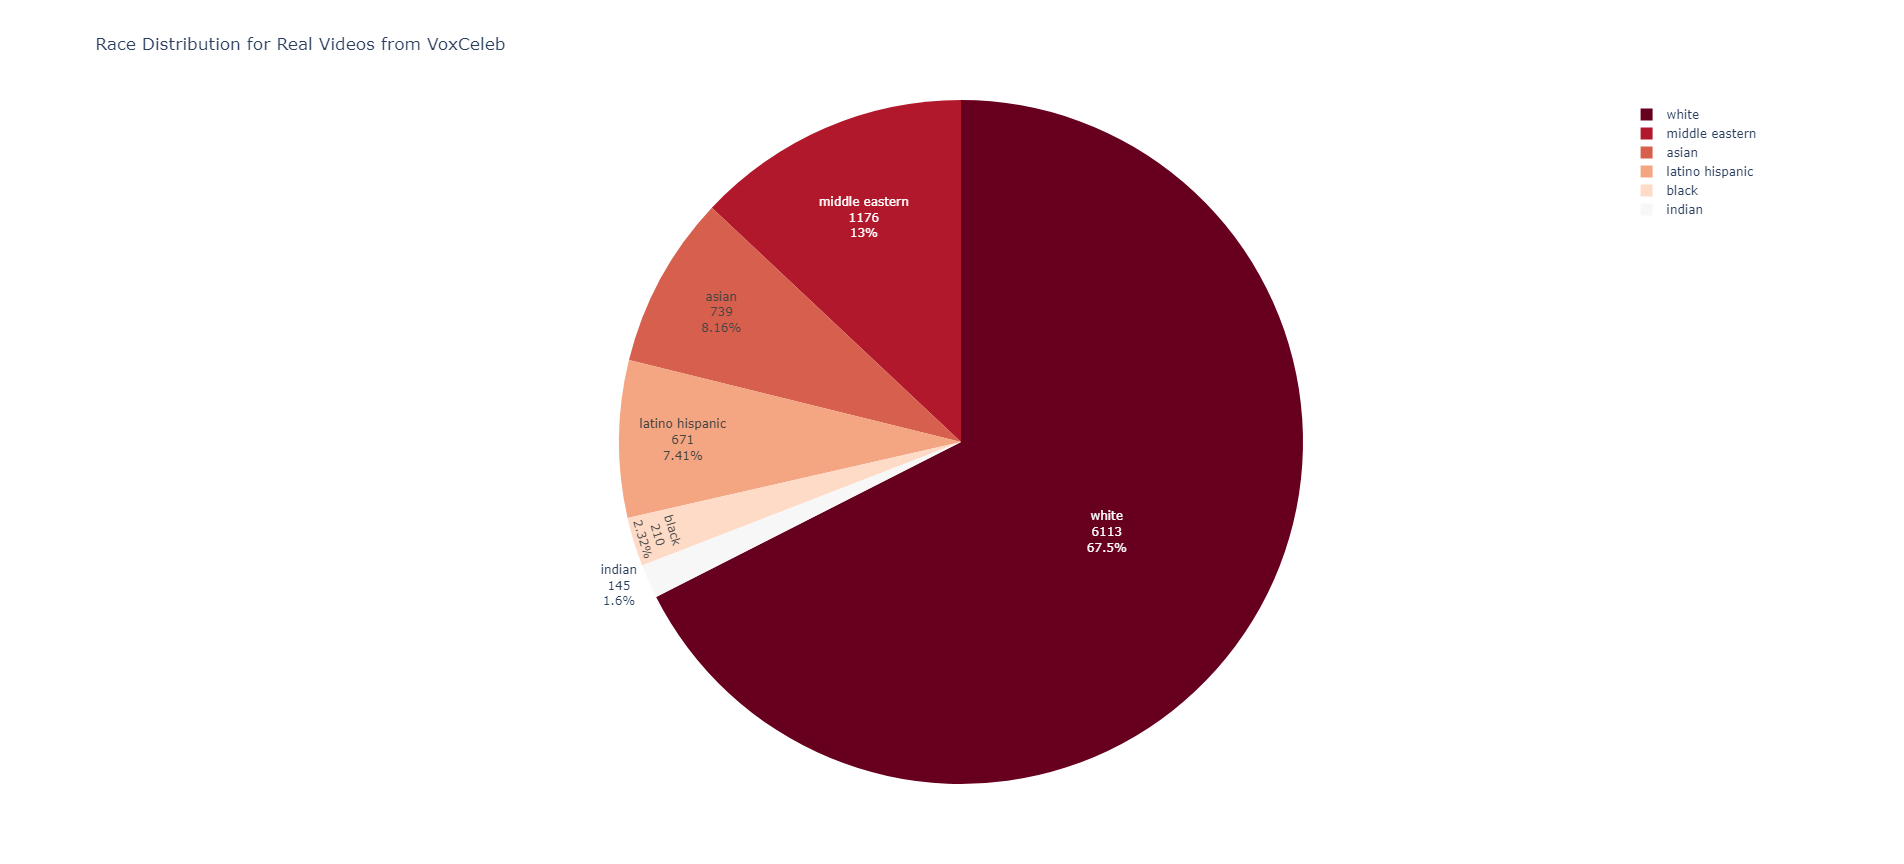 Race Distribution for Real Videos from VoxCeleb
white
middle eastern
asian
latino hispanic
black
indian
middle eastern
1176
13%
asian
739
8.16%
latino hispanic
671
7.41%
black
210
2.32%
indian
145
1.6%
white
6113
67.5%